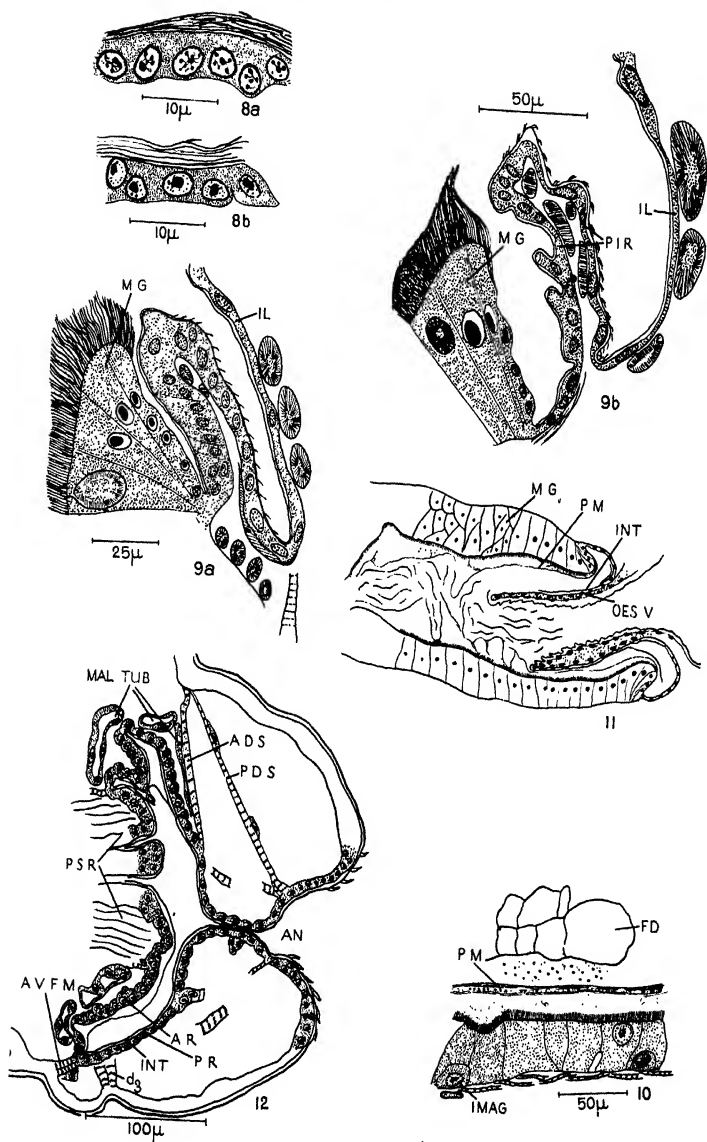 10µ
8a
10µ
8b
50µ
IL
MG
PIR
9b
MG
IL
25µ
9a
MG
PM
INT
OES V
11
MAL TUB
ADS
PDS
PSR
AN
AVFM
AR
PR
INT
dg
12
100µ
FD
PM
IMAG
50µ
10